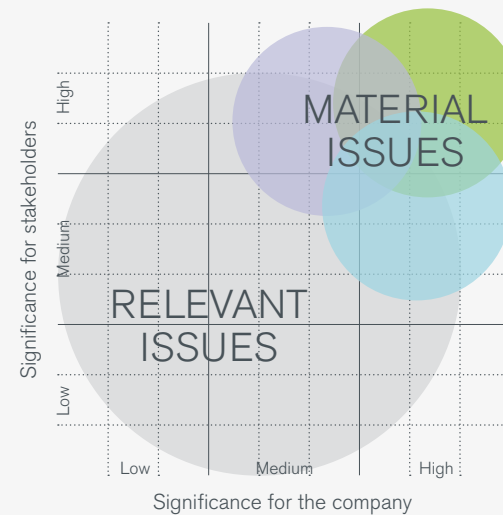 Significance for stakeholders
High
Medium
Low
MATERIAL
ISSUES
RELEVANT
ISSUES
Low
Medium
High
Significance for the company